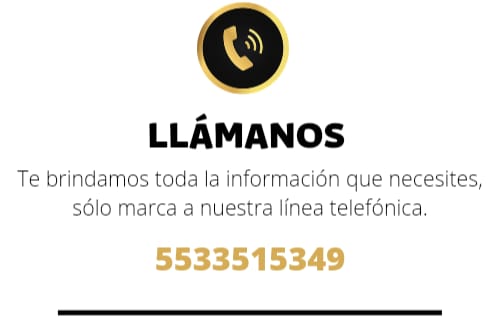 LLÁMANOS
Te brindamos toda la información que necesites,
sólo marca a nuestra línea telefónica.
5533515349